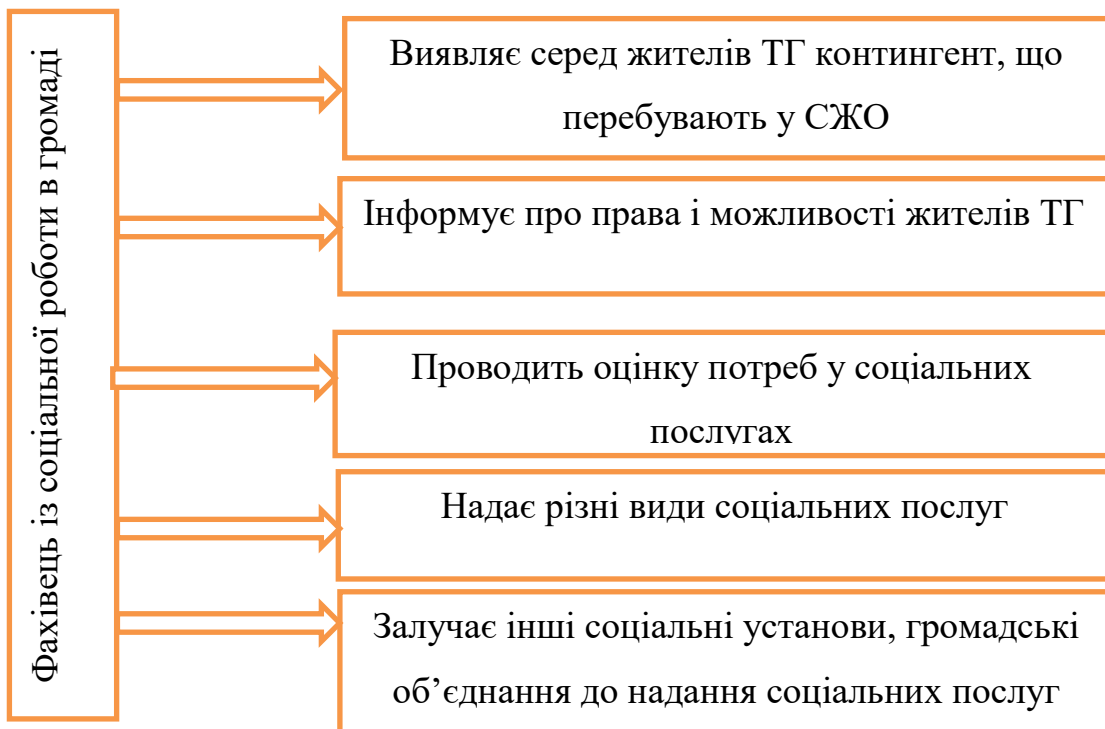 Фахівець із соціальної роботи в громаді
Виявляє серед жителів ТГ контингент, що
перебувають у СЖО
Інформує про права і можливості жителів ТГ
Проводить оцінку потреб у соціальних
послугах
Надає різні види соціальних послуг
Залучає інші соціальні установи, громадські
об’єднання до надання соціальних послуг